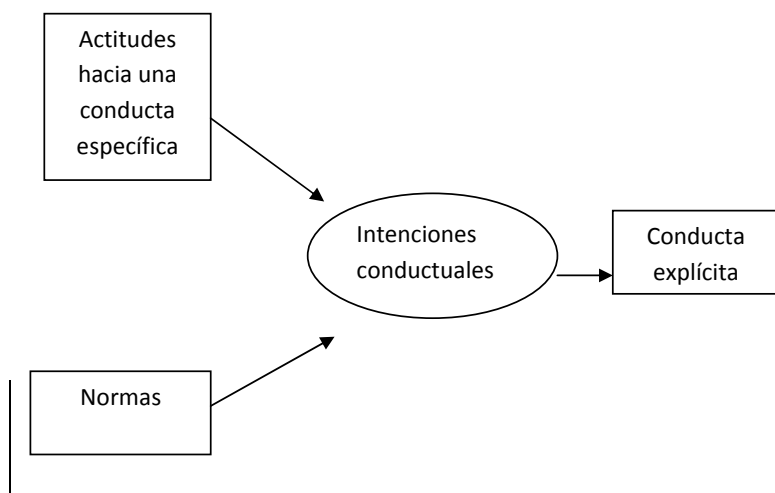 Actitudes
hacia una
conducta
específica
Intenciones
conductuales
Conducta
explícita
Normas